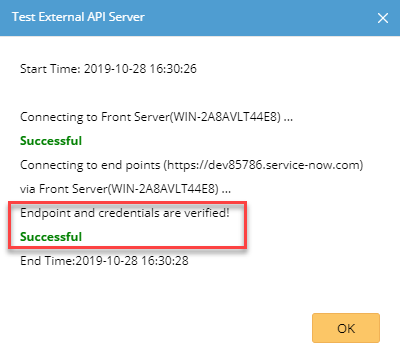 Test External API Server
Start Time: 2019-10-28 16:30:26
Connecting to Front Server(WIN-2A8AVLT44E8) ...
Successful
Connecting to end points (https://dev85786.service-now.com)
via Front Server(WIN-2A8AVLT44E8) ...
Endpoint and credentials are verified!
Successful
End Time:2019-10-28 16:30:28
OK